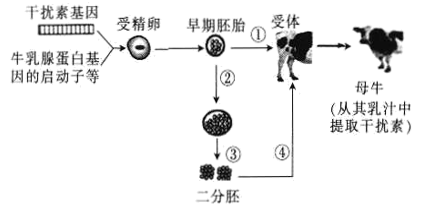 干扰素基因
牛乳腺蛋白基
因的启动子等
受精卵
早期胚胎
①
受体
母牛
(从其乳汁中
提取干扰素)
②
③
④
二分胚